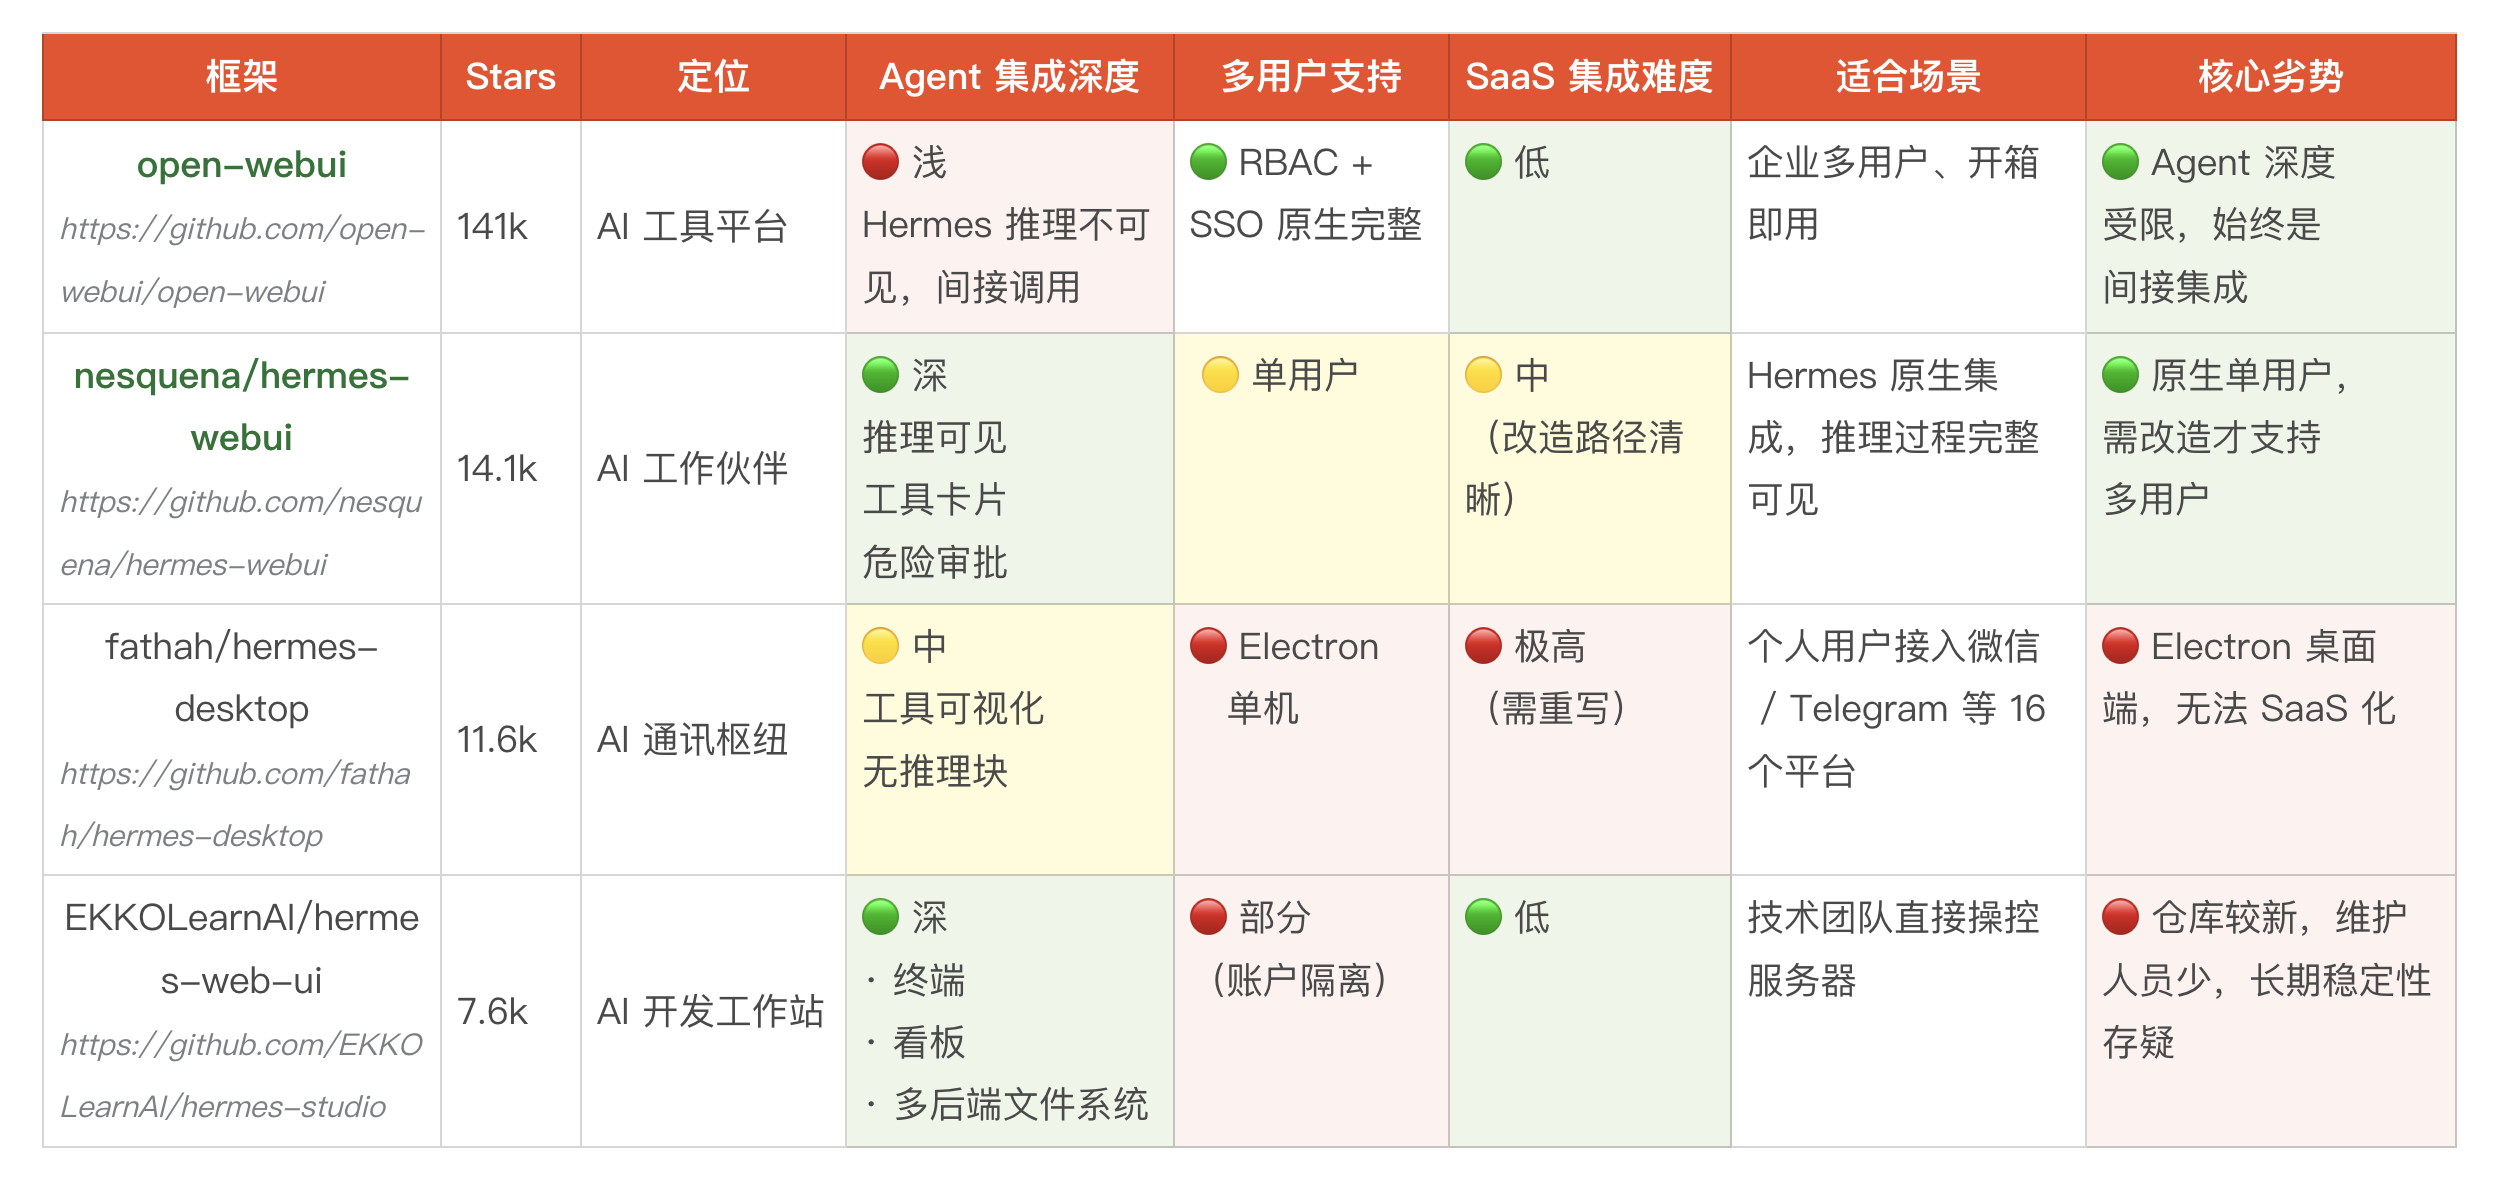 框架
Stars
定位
Agent 集成深度
多用户支持
SaaS 集成难度
适合场景
核心劣势
open-webui
https://github.com/open-
webui/open-webui
141k
AI 工具平台
🔴 浅
Hermes 推理不可
见，间接调用
🟢 RBAC +
SSO 原生完整
🟢 低
企业多用户、开箱
即用
🟢 Agent 深度
受限，始终是
间接集成
nesquena/hermes-
webui
https://github.com/nesqu
ena/hermes-webui
14.1k
AI 工作伙伴
🟢 深
推理可见
工具卡片
危险审批
🟡 单用户
🟡 中
（改造路径清
晰）
Hermes 原生集
成，推理过程完整
可见
🟢 原生单用户，
需改造才支持
多用户
fathah/hermes-
desktop
https://github.com/fatha
h/hermes-desktop
11.6k
AI 通讯枢纽
🟡 中
工具可视化
无推理块
🔴 Electron
单机
🔴 极高
（需重写）
个人用户接入微信
/ Telegram 等 16
个平台
🔴 Electron 桌面
端，无法 SaaS 化
EKKOLearnAI/herme
s-web-ui
https://github.com/EKKO
LearnAI/hermes-studio
7.6k
AI 开发工作站
🟢 深
· 终端
· 看板
· 多后端文件系统
🔴 部分
（账户隔离）
🟢 低
技术团队直接操控
服务器
🔴 仓库较新，维护
人员少，长期稳定性
存疑